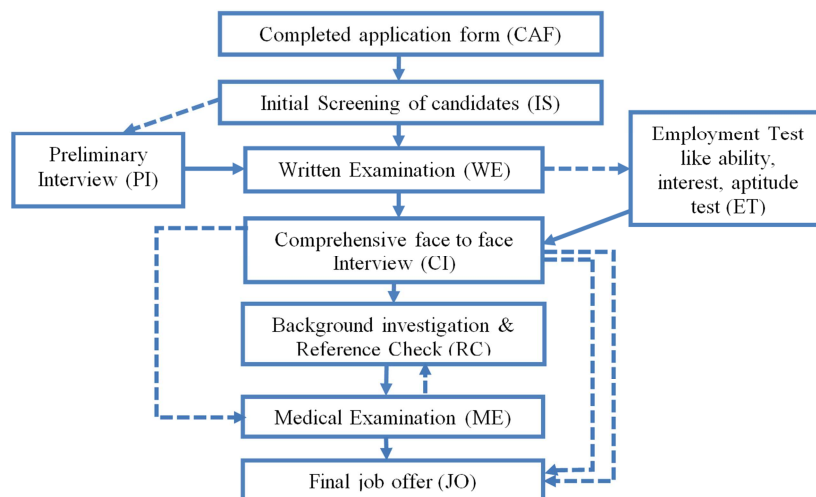 Completed application form (CAF)
Initial Screening of candidates (IS)
Preliminary
Interview (PI)
Written Examination (WE)
Employment Test
like ability,
interest, aptitude
test (ET)
Comprehensive face to face
Interview (CI)
Background investigation &
Reference Check (RC)
Medical Examination (ME)
Final job offer (JO)